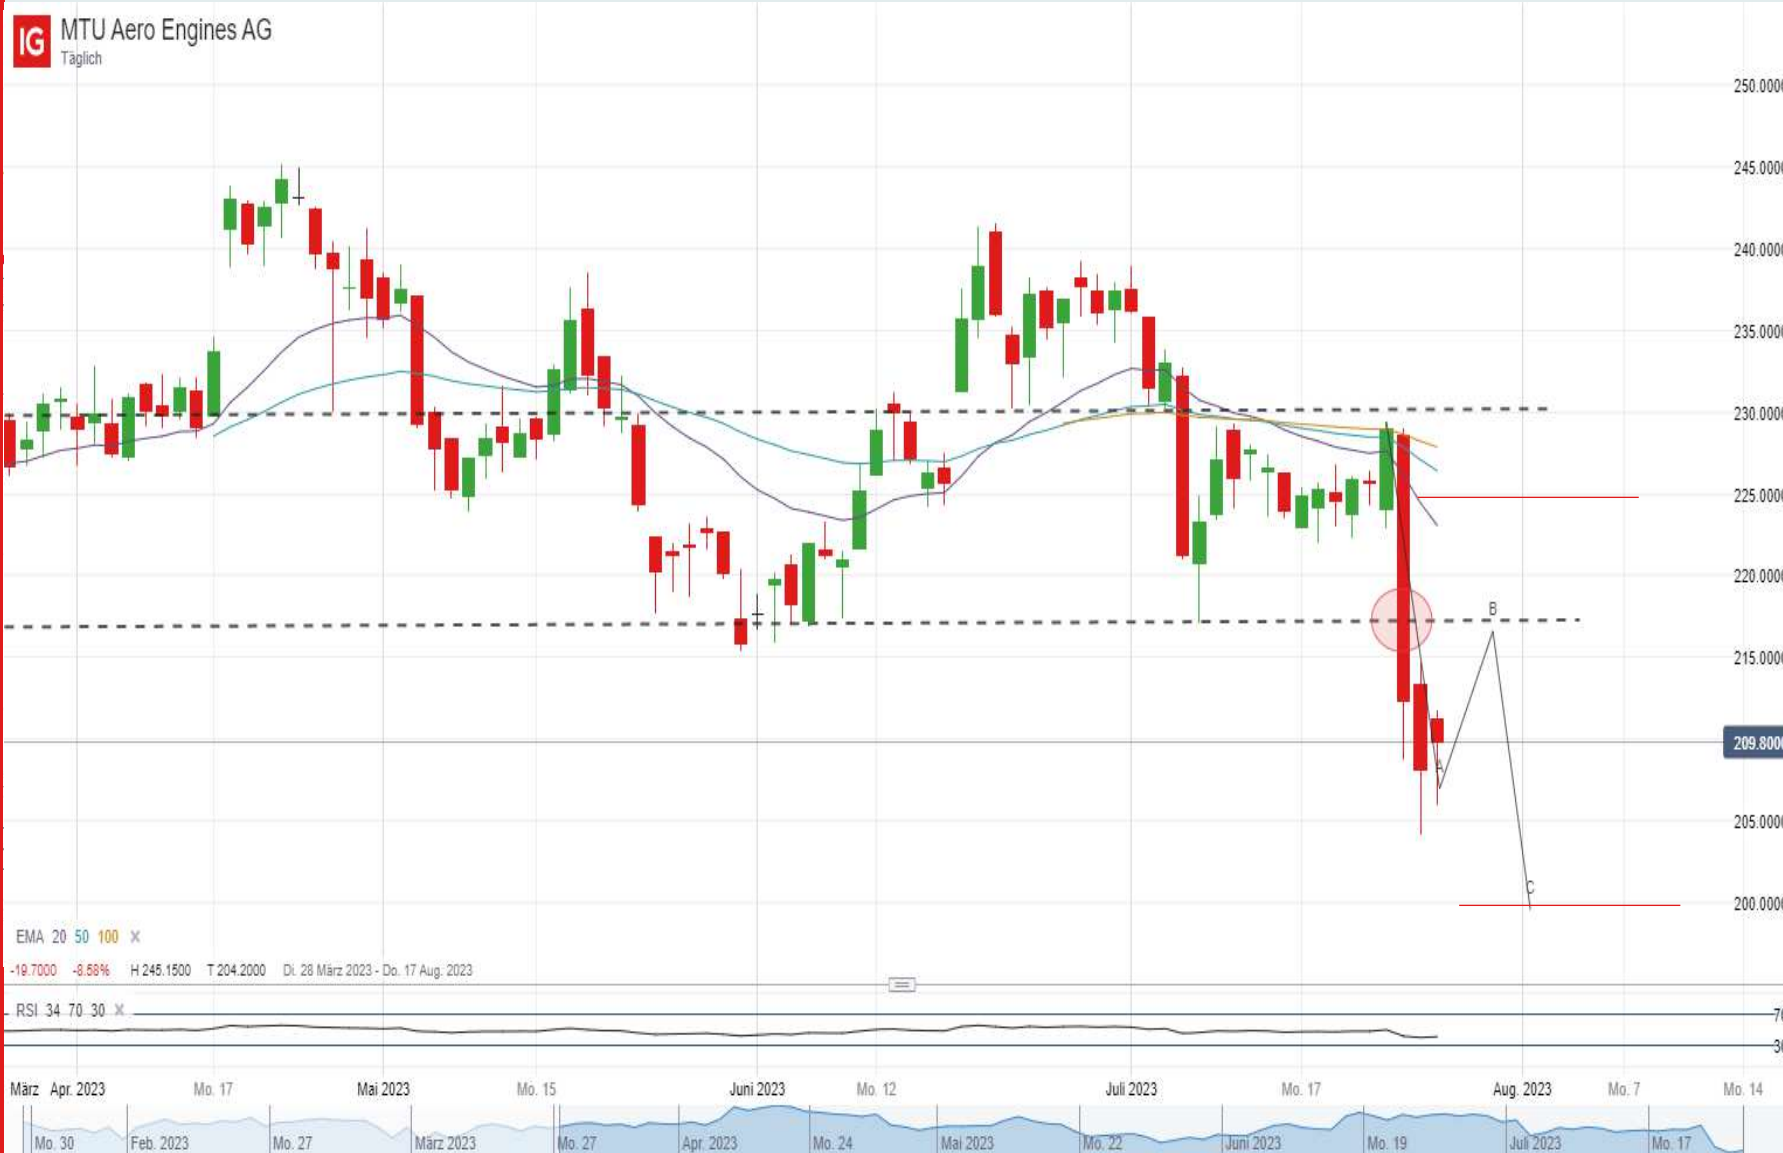 IG
MTU Aero Engines AG
Täglich
250.0000
245.0000
240.0000
235.0000
230.0000
225.0000
220.0000
B
215.0000
209.8000
A
205.0000
C
200.0000
EMA 20 50 100 X
-19.7000 -8.58% H 245.1500 T 204.2000 Di. 28 März 2023 - Do. 17 Aug. 2023
RSI 34 70 30 X
70
30
März Apr. 2023 Mo. 17 Mai 2023 Mo. 15 Juni 2023 Mo. 12 Juli 2023 Mo. 17 Aug. 2023 Mo. 7 Mo. 14
Mo. 30 Feb. 2023 Mo. 27 März 2023 Mo. 27 Apr. 2023 Mo. 24 Mai 2023 Mo. 22 Juni 2023 Mo. 19 Juli 2023 Mo. 17